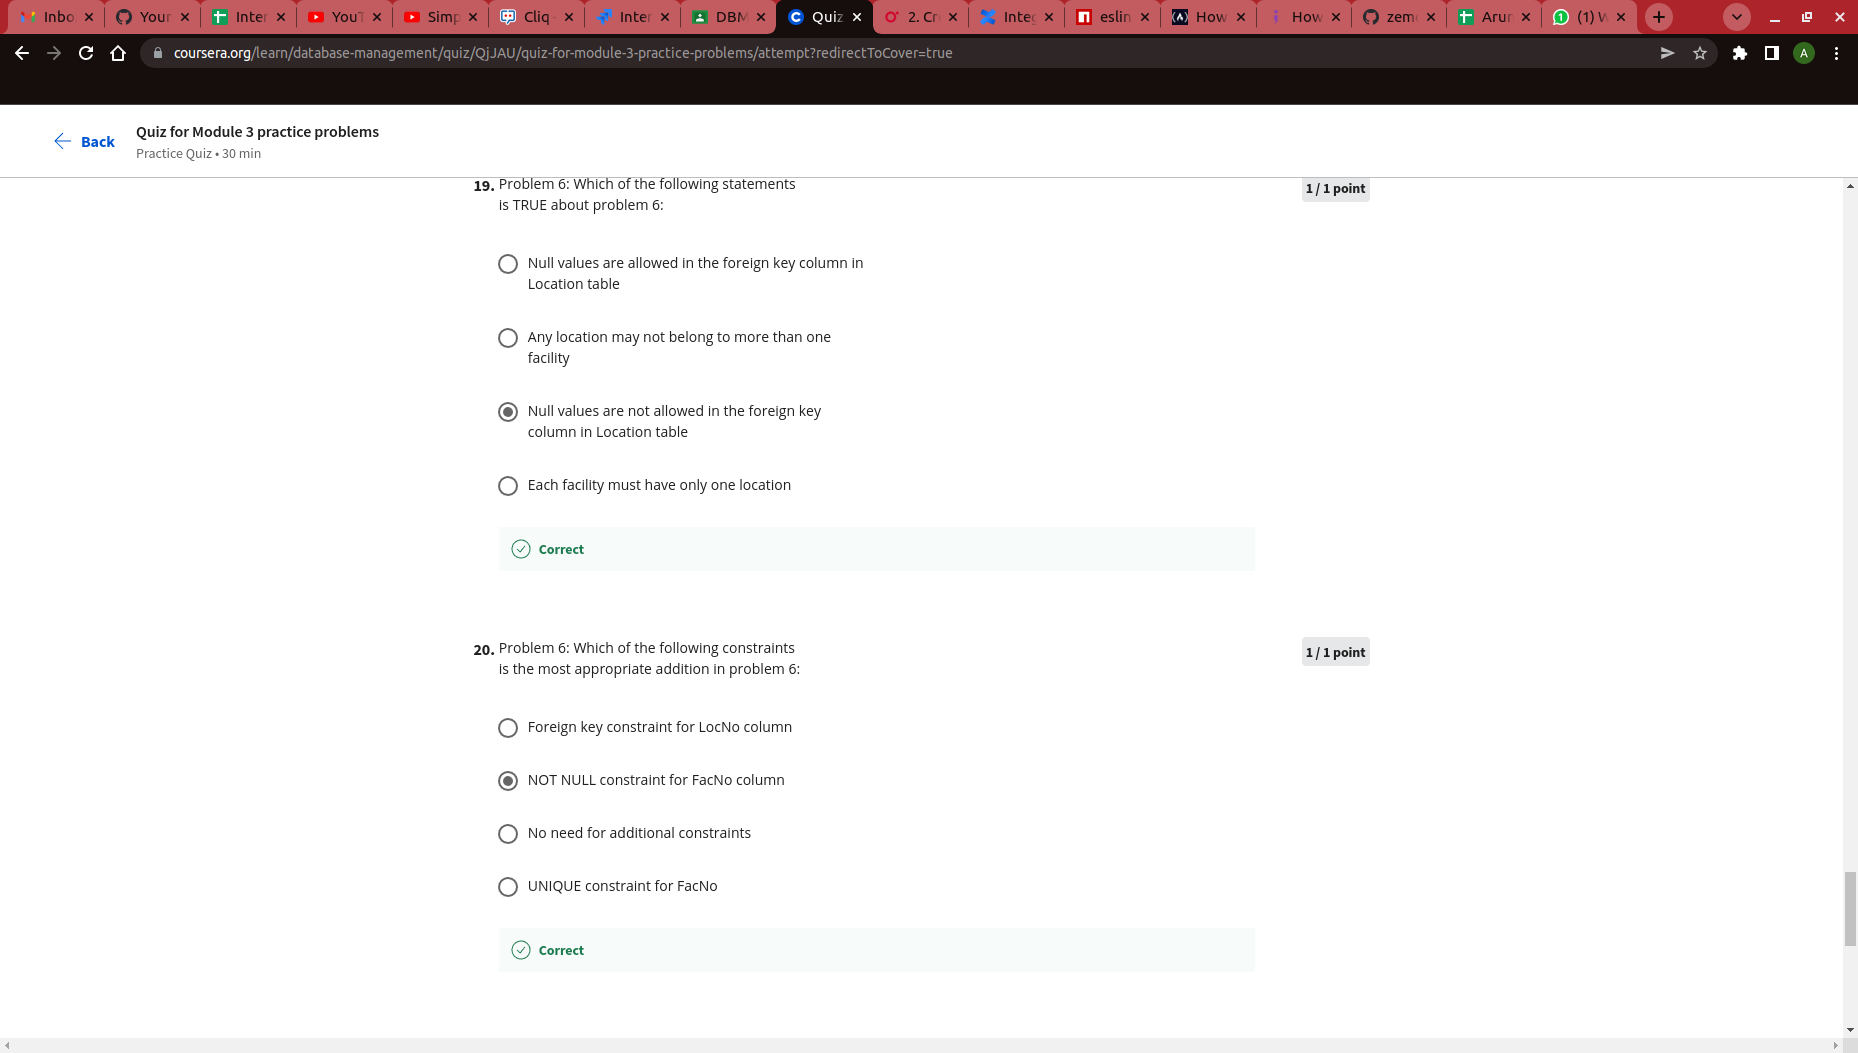 Inbo
Your
Inter
YouT
Simp
Cliq
Inter
DBM
Quiz
2. Cr
Integ
eslin
How
How
zem
Arun
(1) W
coursera.org/learn/database-management/quiz/QjJAU/quiz-for-module-3-practice-problems/attempt?redirectToCover=true
A
Back
Quiz for Module 3 practice problems
Practice Quiz • 30 min
19. Problem 6: Which of the following statements
is TRUE about problem 6:
1 / 1 point
Null values are allowed in the foreign key column in
Location table
Any location may not belong to more than one
facility
Null values are not allowed in the foreign key
column in Location table
Each facility must have only one location
Correct
20. Problem 6: Which of the following constraints
is the most appropriate addition in problem 6:
1 / 1 point
Foreign key constraint for LocNo column
NOT NULL constraint for FacNo column
No need for additional constraints
UNIQUE constraint for FacNo
Correct